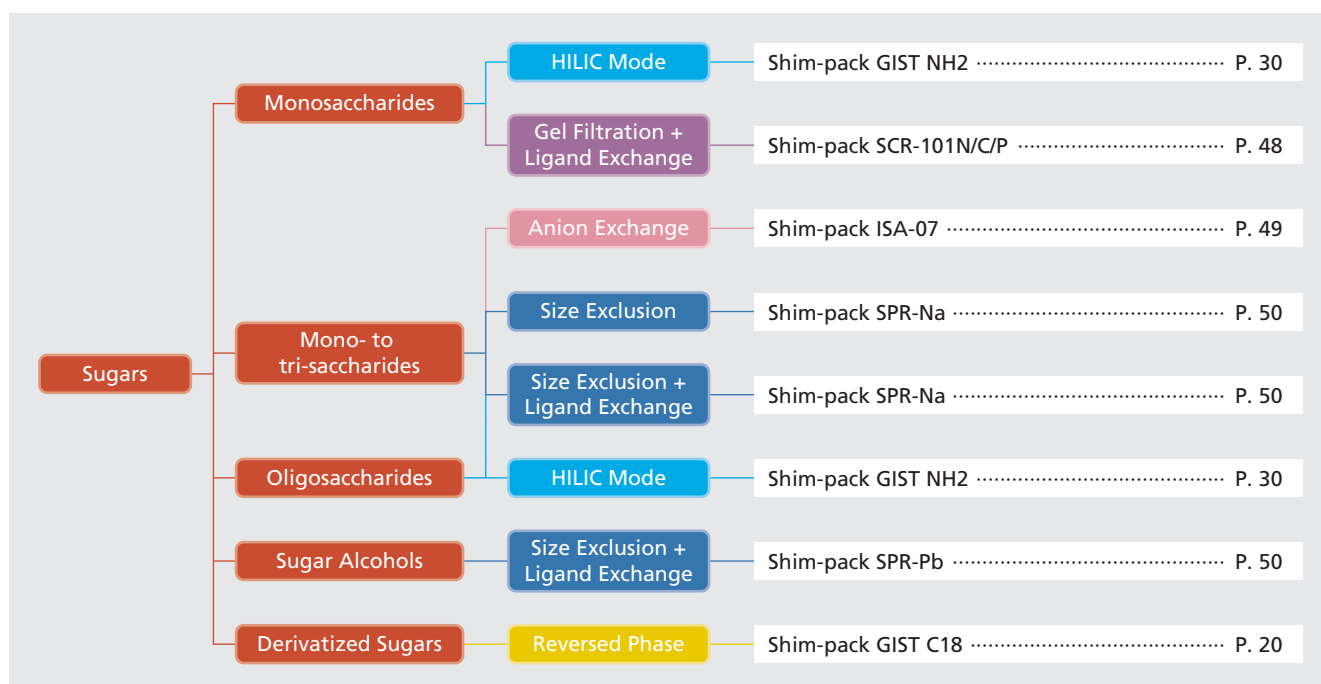 HILIC Mode
Shim-pack GIST NH2 ·········································· P. 30
Monosaccharides
Gel Filtration +
Ligand Exchange
Shim-pack SCR-101N/C/P ··································· P. 48
Anion Exchange
Shim-pack ISA-07 ··············································· P. 49
Size Exclusion
Shim-pack SPR-Na ·············································· P. 50
Mono- to
tri-saccharides
Sugars
Size Exclusion +
Ligand Exchange
Shim-pack SPR-Na ·············································· P. 50
Oligosaccharides
HILIC Mode
Shim-pack GIST NH2 ·········································· P. 30
Sugar Alcohols
Size Exclusion +
Ligand Exchange
Shim-pack SPR-Pb ·············································· P. 50
Derivatized Sugars
Reversed Phase
Shim-pack GIST C18 ··········································· P. 20